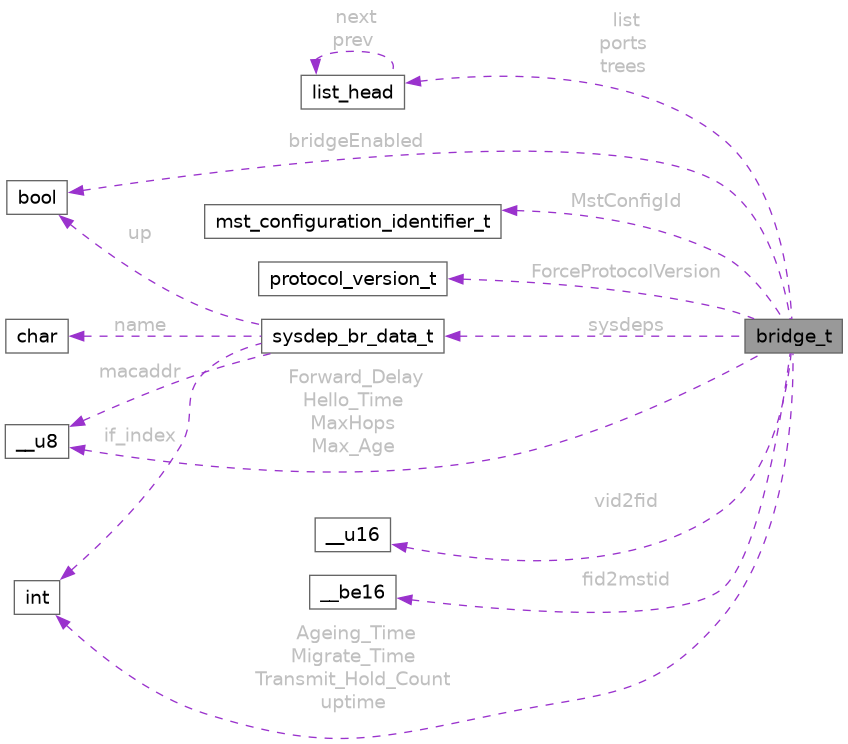 next
prev
list
ports
trees
list_head
bridgeEnabled
bool
MstConfigId
mst_configuration_identifier_t
up
ForceProtocolVersion
protocol_version_t
char
name
sysdep_br_data_t
sysdeps
bridge_t
macaddr
Forward_Delay
Hello_Time
MaxHops
Max_Age
__u8
if_index
vid2fid
__u16
fid2mstid
__be16
int
Ageing_Time
Migrate_Time
Transmit_Hold_Count
uptime